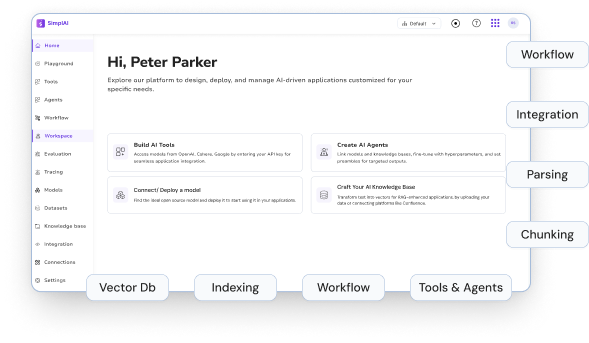 SimplAI
Default
Home
Playground
Tools
Agents
Workflow
Workspace
Evaluation
Tracing
Models
Datasets
Knowledge base
Integration
Connections
Settings
Hi, Peter Parker
Explore our platform to design, deploy, and manage AI-driven applications customized for your
specific needs.
Build AI Tools
Access models from OpenAI, Cohere, Google by entering your API key for
seamless application integration.
Create AI Agents
Link models and knowledge bases, fine-tune with hyperparameters, and set
preambles for targeted outputs.
Connect/ Deploy a model
Find the ideal open source model and deploy it to start using it in your applications.
Craft Your AI Knowledge Base
Transform text into vectors for RAG-enhanced applications, by uploading your
data or connecting platforms like Confluence.
Workflow
Integration
Parsing
Chunking
Vector Db
Indexing
Workflow
Tools & Agents